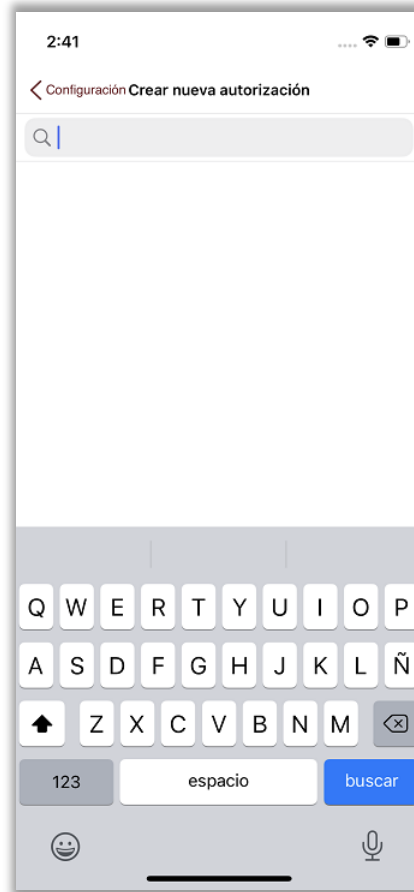 2:41
Configuración Crear nueva autorización
Q W E R T Y U I O P
A S D F G H J K L Ñ
Z X C V B N M
123 espacio buscar